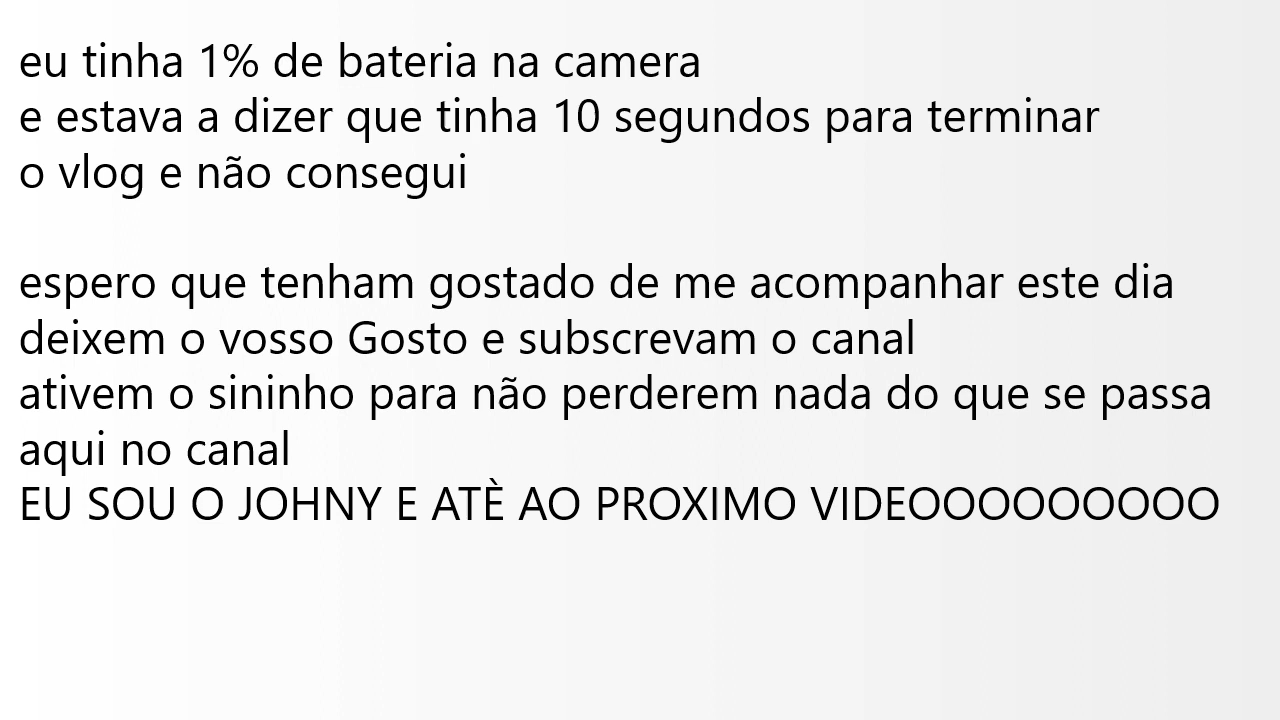 eu tinha 1% de bateria na camera
e estava a dizer que tinha 10 segundos para terminar
o vlog e não consegui
espero que tenham gostado de me acompanhar este dia
deixem o vosso Gosto e subscrevam o canal
ativem o sininho para não perderem nada do que se passa
aqui no canal
EU SOU O JOHNY E ATÈ AO PROXIMO VIDEOOOOOOOOO